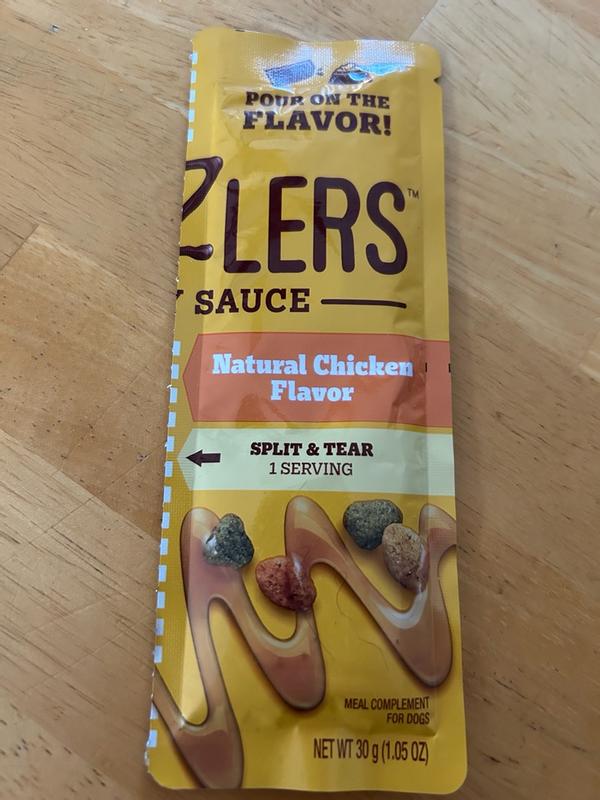 POUR ON THE
FLAVOR!
ZLERS™
SAUCE
Natural Chicken
Flavor
SPLIT & TEAR
1 SERVING
MEAL COMPLEMENT
FOR DOGS
NET WT 30 g (1.05 OZ)